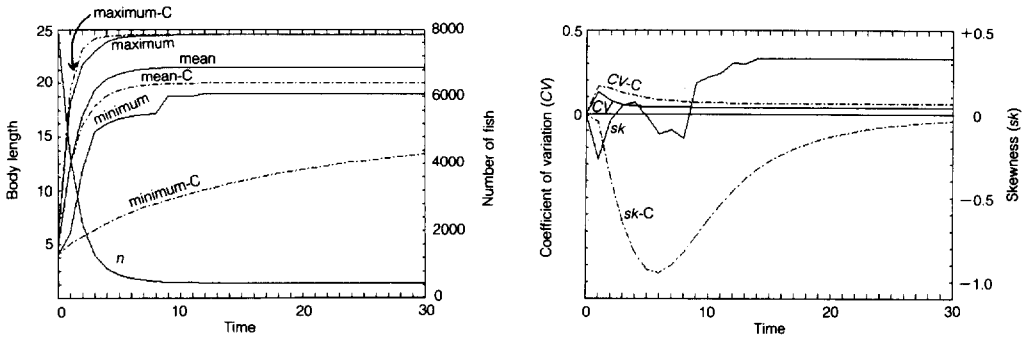 maximum-C
25
20
15
10
5
Body length
maximum
mean
mean-C
minimum
minimum-C
n
8000
6000
4000
2000
0
Number of fish
0
10
20
30
Time
0.5
0
Coefficient of variation (CV)
CV-C
CV
sk
sk-C
+0.5
0
−0.5
−1.0
Skewness (sk)
0
10
20
30
Time